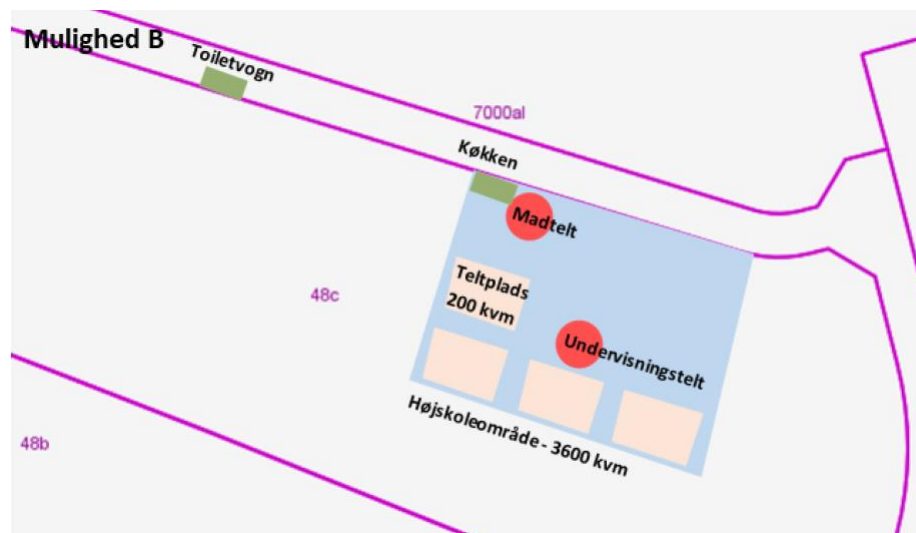 Mulighed B
Toiletvogn
7000al
Køkken
Madtelt
Teltplads
200 kvm
48c
Undervisningstelt
Højskoleområde - 3600 kvm
48b